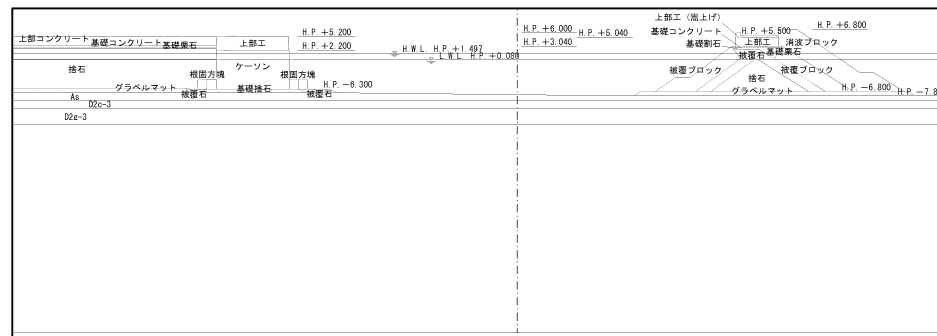 上部コンクリート
基礎コンクリート
基礎栗石
上部工
H.P. +5.200
H.P. +2.200
H.W.L. H.P. +1.497
L.W.L. H.P. +0.080
捨石
ケーソン
根固方塊
根固方塊
H.P. -6.300
グラベルマット
被覆石
基礎捨石
被覆石
As
D2c-3
D2g-3
上部工（嵩上げ）
H.P. +6.000
H.P. +5.040
H.P. +3.040
基礎コンクリート
基礎割石
H.P. +5.500
H.P. +6.800
上部工
消波ブロック
基礎栗石
被覆石
被覆ブロック
被覆ブロック
捨石
グラベルマット
H.P. -6.800
H.P. -7.8